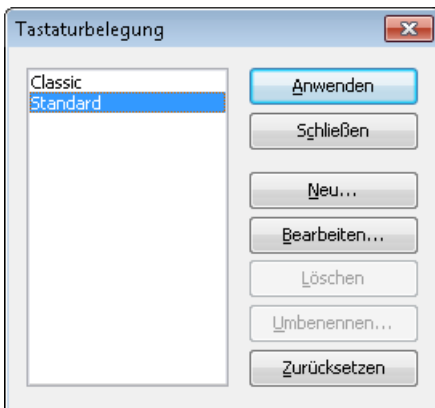 Tastaturbelegung
Classic
Standard
Anwenden
Schließen
Neu...
Bearbeiten...
Löschen
Umbenennen...
Zurücksetzen